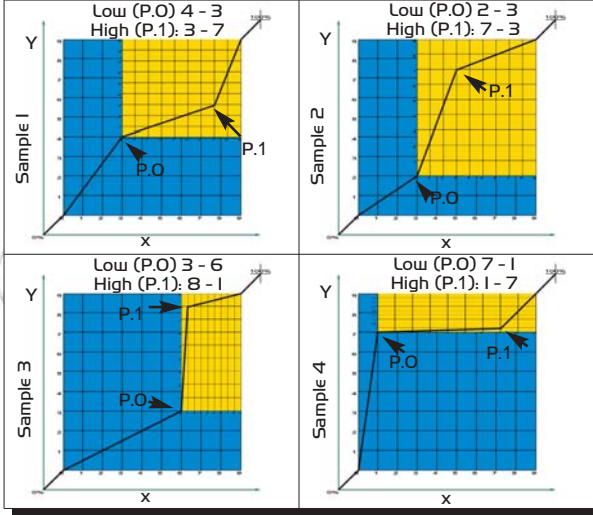 Low (P.0) 4 - 3
High (P.1): 3 - 7
Y
Sample 1
P.0
P.1
X
Low (P.0) 2 - 3
High (P.1): 7 - 3
Y
Sample 2
P.1
P.0
X
Low (P.0) 3 - 6
High (P.1): 8 - 1
Y
Sample 3
P.1
P.0
X
Low (P.0) 7 - 1
High (P.1): 1 - 7
Y
Sample 4
P.0
P.1
X